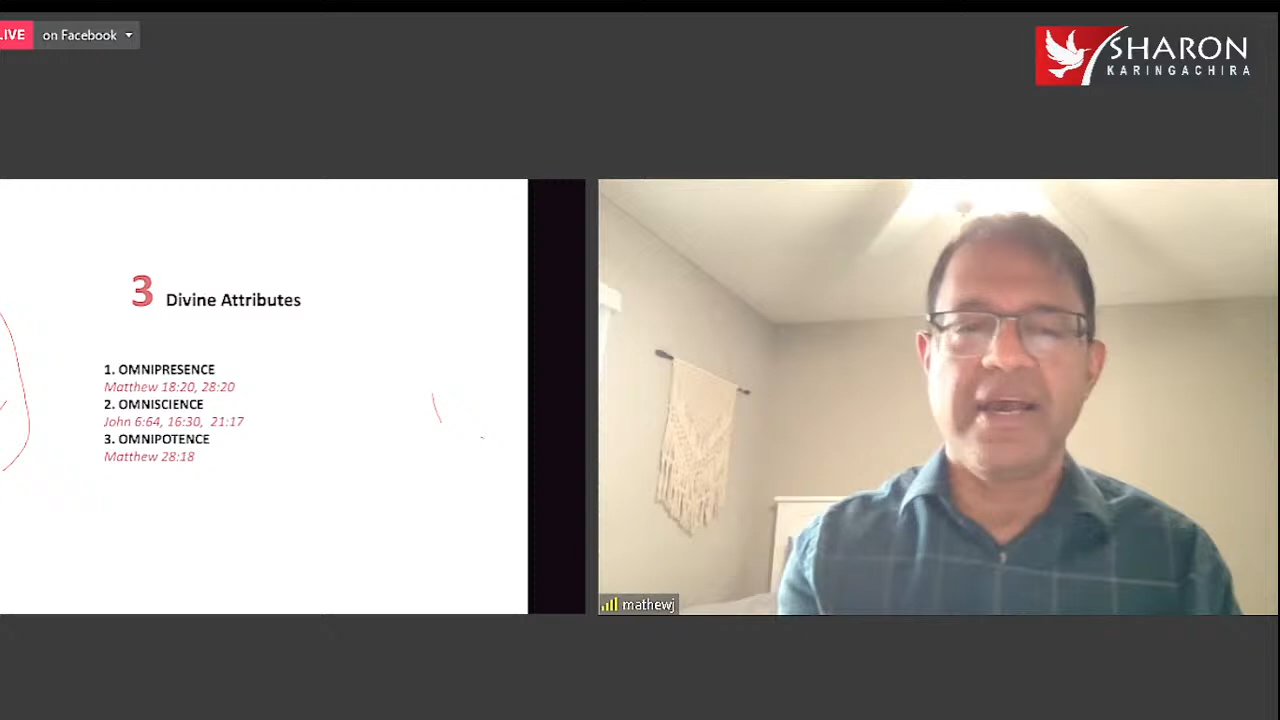 LIVE on Facebook
SHARON
KARINGACHIRA
3 Divine Attributes
1. OMNIPRESENCE
Matthew 18:20, 28:20
2. OMNISCIENCE
John 6:64, 16:30, 21:17
3. OMNIPOTENCE
Matthew 28:18
mathewj